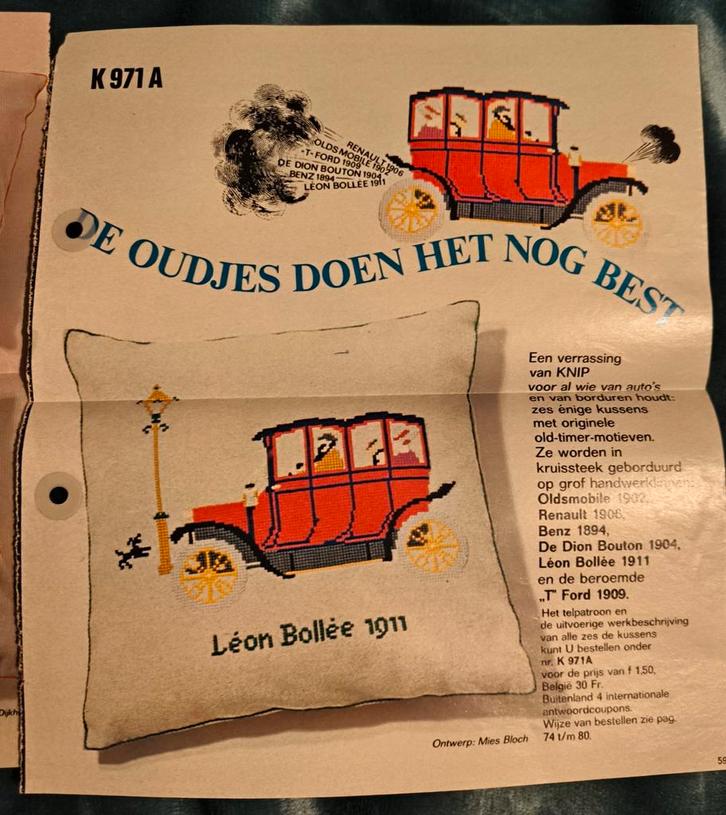 K 971 A
RENAULT 1906
OLDSMOBILE 1902
"T" FORD 1909
DE DION BOUTON 1904
BENZ 1894
LÉON BOLLÉE 1911
DE OUDJES DOEN HET NOG BEST
Een verrassing
van KNIP
voor al wie van auto's
en van borduren houdt:
zes énige kussens
met originele
old-timer-motieven.
Ze worden in
kruissteek geborduurd
op grof handwerklinnen:
Oldsmobile 1902,
Renault 1906,
Benz 1894,
De Dion Bouton 1904,
Léon Bollée 1911
en de beroemde
„T" Ford 1909.
Het telpatroon en
de uitvoerige werkbeschrijving
van alle zes de kussens
kunt U bestellen onder
nr. K 971A
voor de prijs van f 1,50,
België 30 Fr.
Buitenland 4 internationale
antwoordcoupons.
Wijze van bestellen zie pag.
74 t/m 80.
Léon Bollée 1911
Ontwerp: Mies Bloch